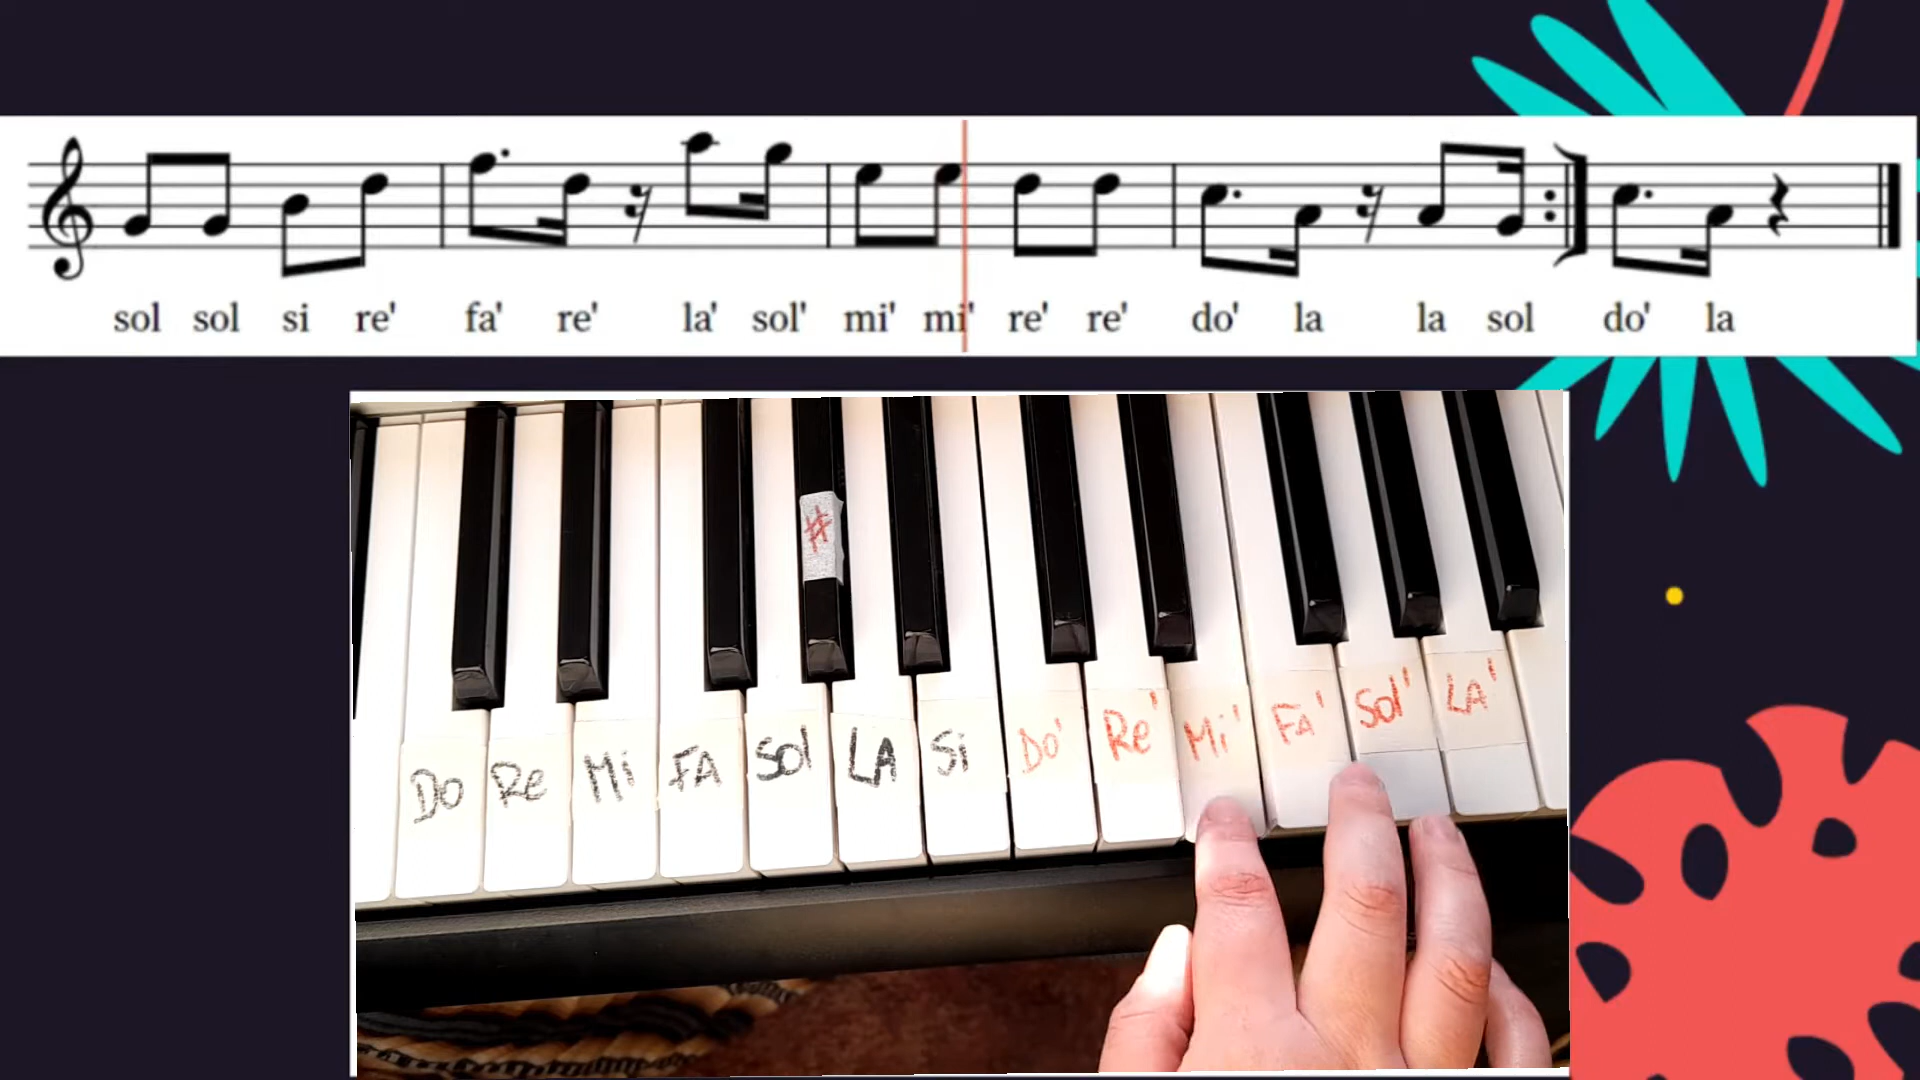 sol sol si re' fa' re' la' sol' mi' mi' re' re' do' la la sol do' la
#
Do Re Mi FA Sol LA Si Do' Re' Mi' FA' Sol' LA'